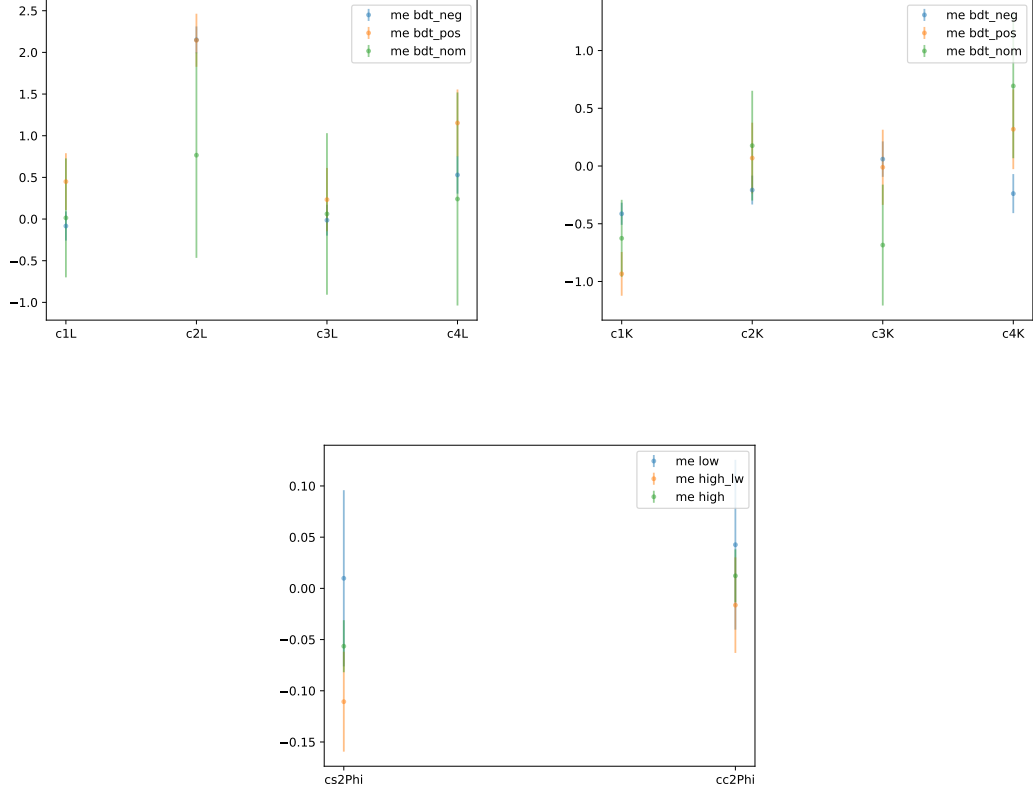 2.5
2.0
1.5
1.0
0.5
0.0
−0.5
−1.0
c1L c2L c3L c4L
me bdt_neg
me bdt_pos
me bdt_nom
1.0
0.5
0.0
−0.5
−1.0
c1K c2K c3K c4K
me bdt_neg
me bdt_pos
me bdt_nom
0.10
0.05
0.00
−0.05
−0.10
−0.15
cs2Phi cc2Phi
me low
me high_lw
me high